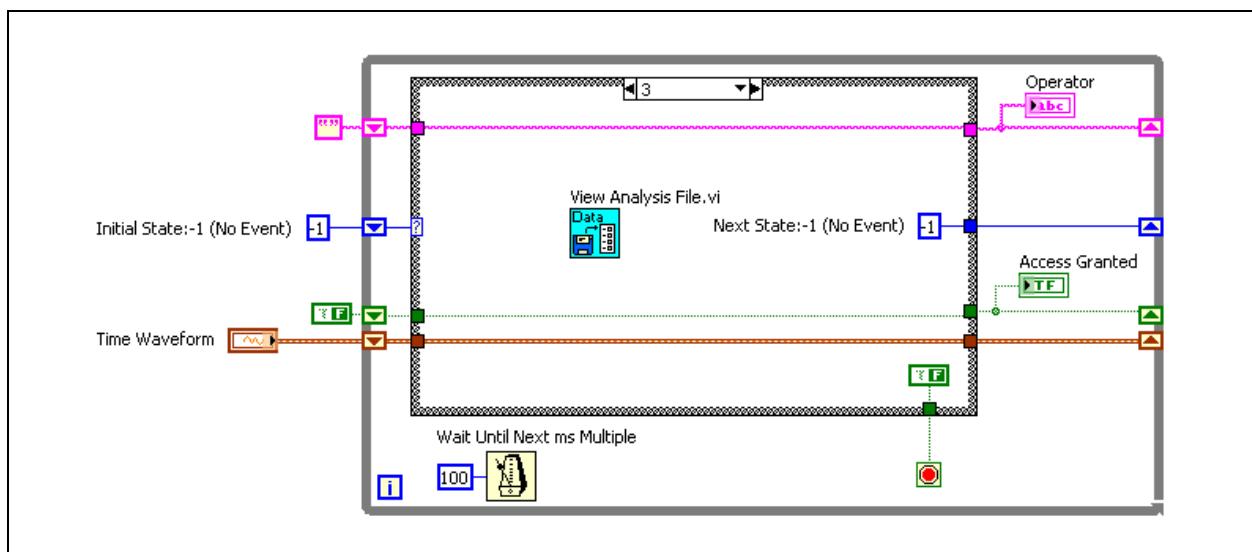 3
Operator
abc
""
View Analysis File.vi
Data
Initial State:-1 (No Event)
-1
?
Next State:-1 (No Event)
-1
Access Granted
TF
F
Time Waveform
F
Wait Until Next ms Multiple
100
i